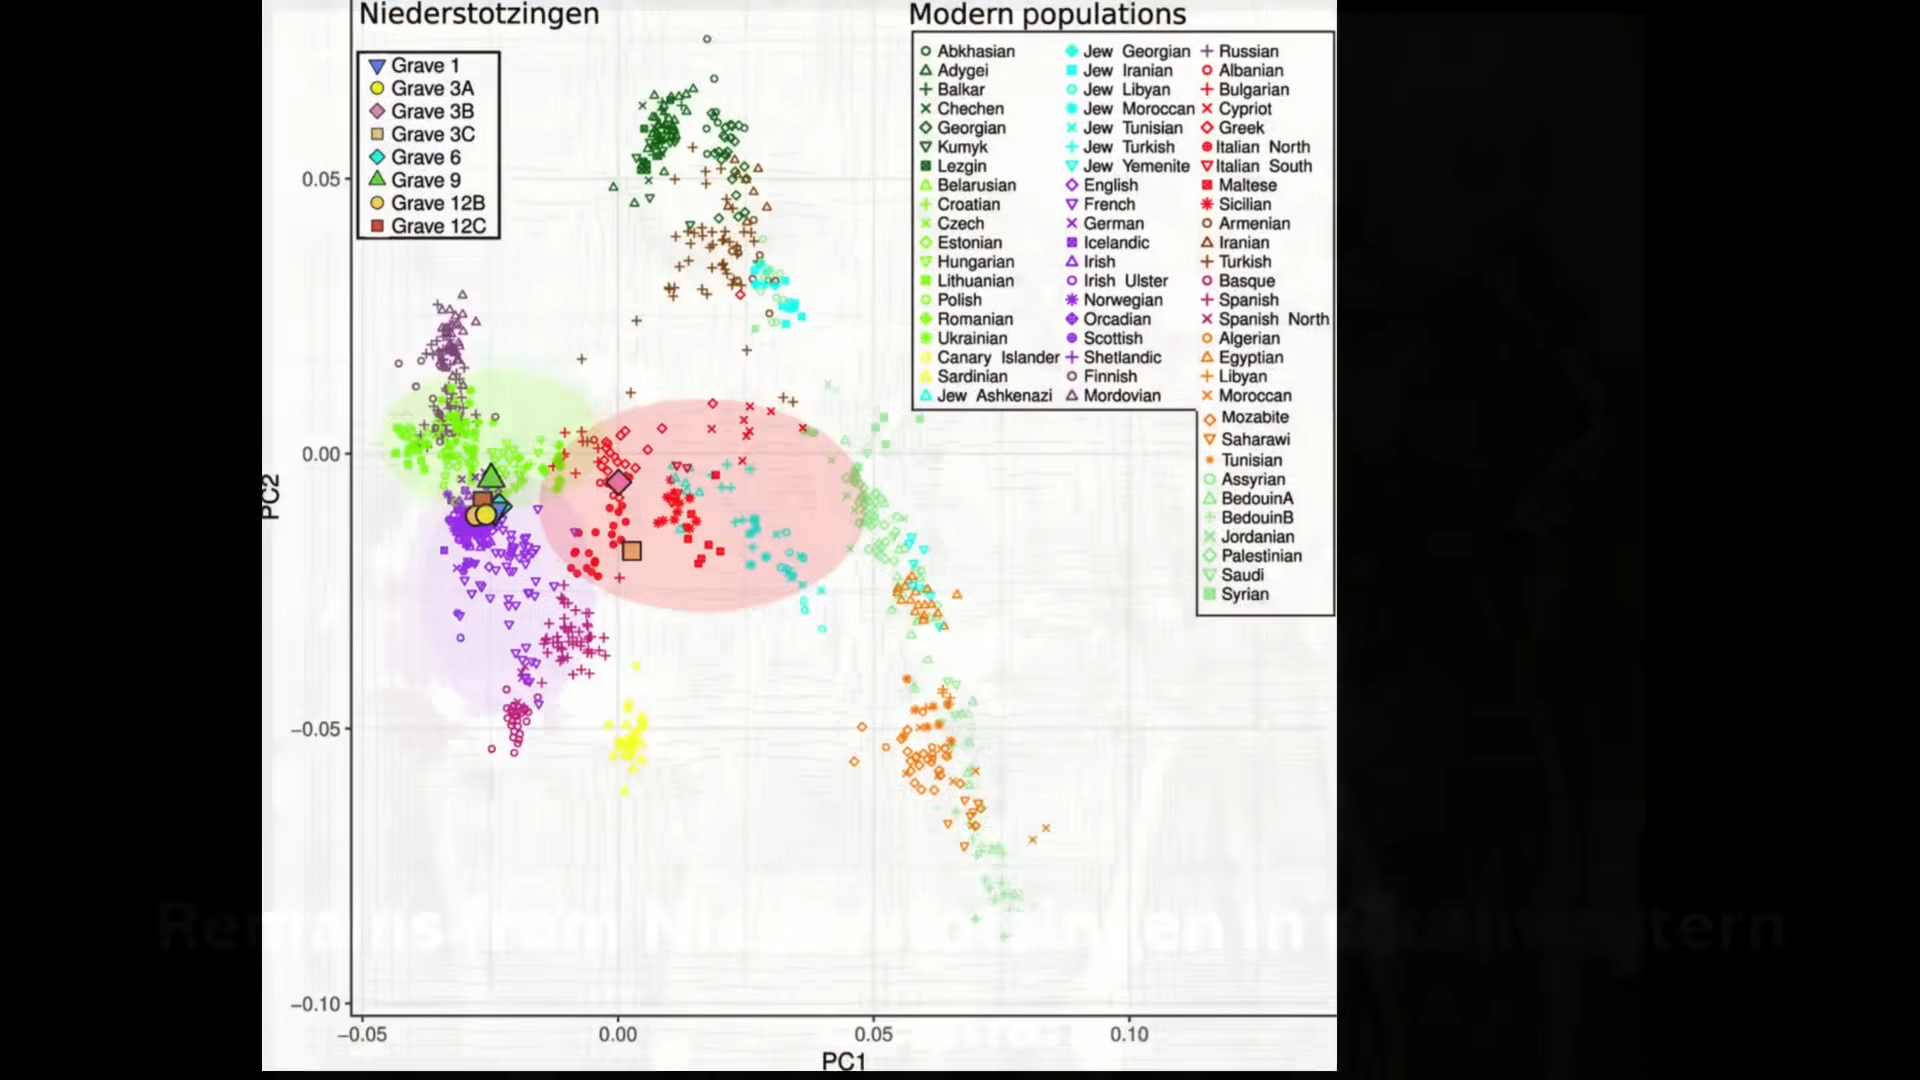 Niederstotzingen
Grave 1
Grave 3A
Grave 3B
Grave 3C
Grave 6
Grave 9
Grave 12B
Grave 12C
Modern populations
Abkhasian
Adygei
Balkar
Chechen
Georgian
Kumyk
Lezgin
Belarusian
Croatian
Czech
Estonian
Hungarian
Lithuanian
Polish
Romanian
Ukrainian
Canary Islander
Sardinian
Jew Ashkenazi
Jew Georgian
Jew Iranian
Jew Libyan
Jew Moroccan
Jew Tunisian
Jew Turkish
Jew Yemenite
English
French
German
Icelandic
Irish
Irish Ulster
Norwegian
Orcadian
Scottish
Shetlandic
Finnish
Mordovian
Russian
Albanian
Bulgarian
Cypriot
Greek
Italian North
Italian South
Maltese
Sicilian
Armenian
Iranian
Turkish
Basque
Spanish
Spanish North
Algerian
Egyptian
Libyan
Moroccan
Mozabite
Saharawi
Tunisian
Assyrian
BedouinA
BedouinB
Jordanian
Palestinian
Saudi
Syrian
0.05
0.00
−0.05
−0.10
PC2
−0.05
0.00
0.05
0.10
PC1
Remains from Niederstotzingen in